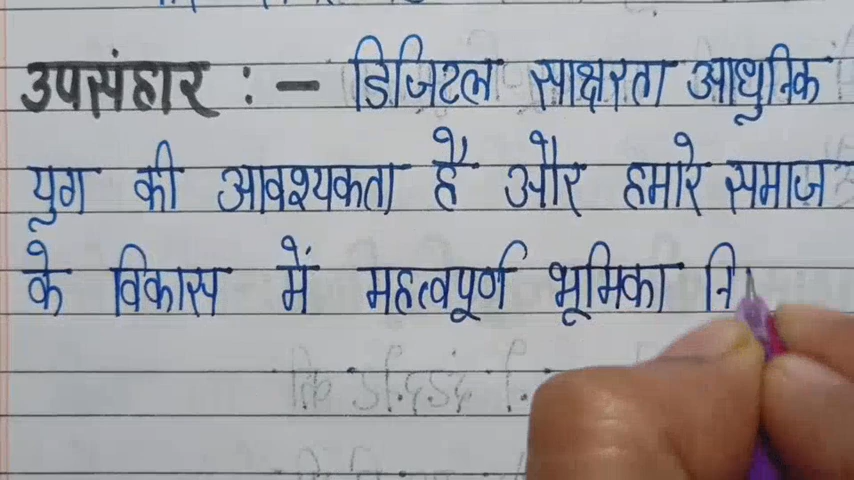 उपसंहार : — डिजिटल साक्षरता आधुनिक
युग की आवश्यकता है और हमारे समाज
के विकास में महत्वपूर्ण भूमिका नि